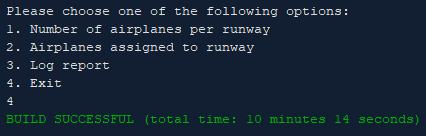 Please choose one of the following options:
1. Number of airplanes per runway
2. Airplanes assigned to runway
3. Log report
4. Exit
4
BUILD SUCCESSFUL (total time: 10 minutes 14 seconds)